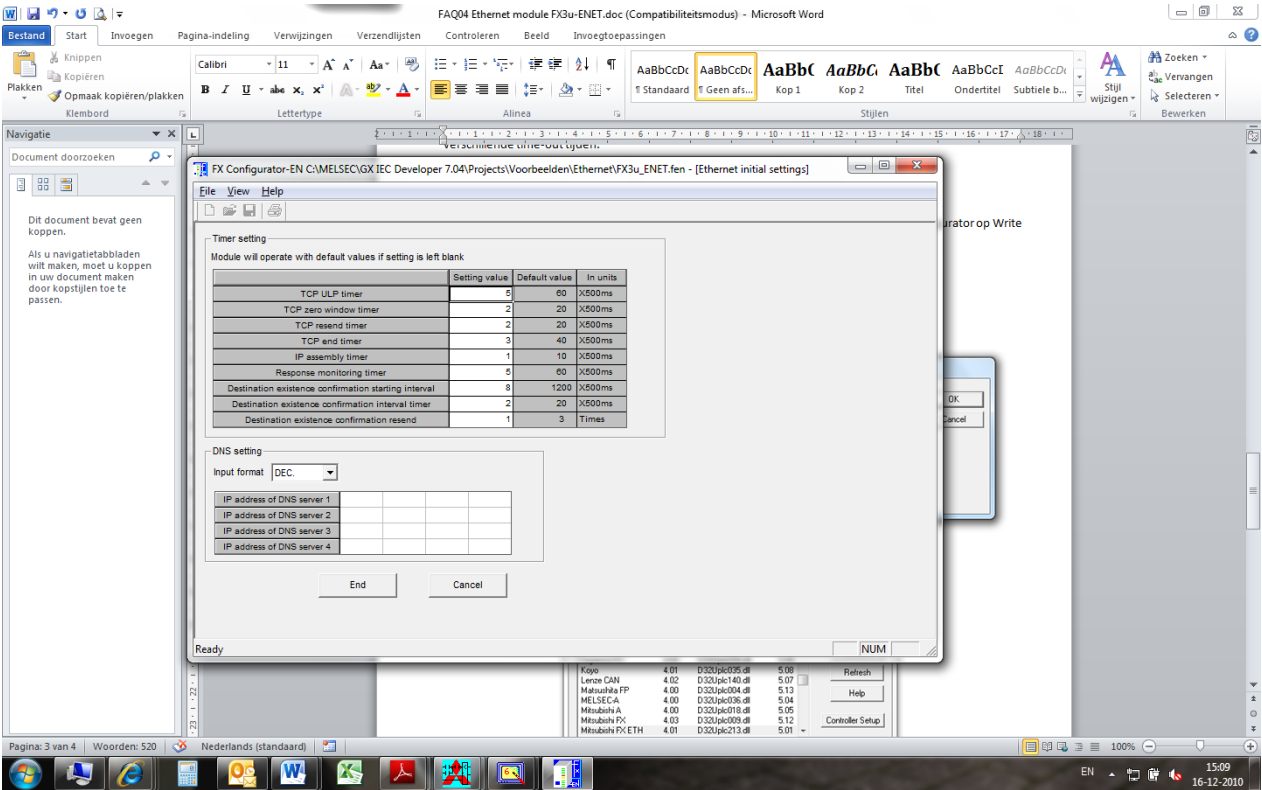 FAQ04 Ethernet module FX3u-ENET.doc (Compatibiliteitsmodus) - Microsoft Word
Bestand Start Invoegen Pagina-indeling Verwijzingen Verzendlijsten Controleren Beeld Invoegtoepassingen
Plakken
Knippen
Kopiëren
Opmaak kopiëren/plakken
Klembord
Calibri 11
Lettertype
Alinea
AaBbCcDc AaBbCcDc AaBb( AaBbC AaBb( AaBbCcI AaBbCcDc
¶ Standaard ¶ Geen afs... Kop 1 Kop 2 Titel Ondertitel Subtiele b...
Stijl wijzigen
Stijlen
Zoeken
Vervangen
Selecteren
Bewerken
Navigatie
Document doorzoeken
Dit document bevat geen
koppen.
Als u navigatietabbladen
wilt maken, moet u koppen
in uw document maken
door kopstijlen toe te
passen.
Verschillende time-out tijden.
FX Configurator-EN C:\MELSEC\GX IEC Developer 7.04\Projects\Voorbeelden\Ethernet\FX3u_ENET.fen - [Ethernet initial settings]
File View Help
Timer setting
Module will operate with default values if setting is left blank
Setting value Default value In units
TCP ULP timer 5 60 X500ms
TCP zero window timer 2 20 X500ms
TCP resend timer 2 20 X500ms
TCP end timer 3 40 X500ms
IP assembly timer 1 10 X500ms
Response monitoring timer 5 60 X500ms
Destination existence confirmation starting interval 8 1200 X500ms
Destination existence confirmation interval timer 2 20 X500ms
Destination existence confirmation resend 1 3 Times
DNS setting
Input format DEC.
IP address of DNS server 1
IP address of DNS server 2
IP address of DNS server 3
IP address of DNS server 4
End Cancel
Ready NUM
urator op Write
OK
Cancel
Koyo 4.01 D32Uplc035.dll 5.08
Lenze CAN 4.02 D32Uplc140.dll 5.07
Matsushita FP 4.00 D32Uplc004.dll 5.13
MELSEC-A 4.00 D32Uplc036.dll 5.04
Mitsubishi A 4.00 D32Uplc018.dll 5.05
Mitsubishi FX 4.03 D32Uplc009.dll 5.12
Mitsubishi FX ETH 4.01 D32Uplc213.dll 5.01
Refresh
Help
Controller Setup
Pagina: 3 van 4 Woorden: 520 Nederlands (standaard) 100%
EN 15:09
16-12-2010